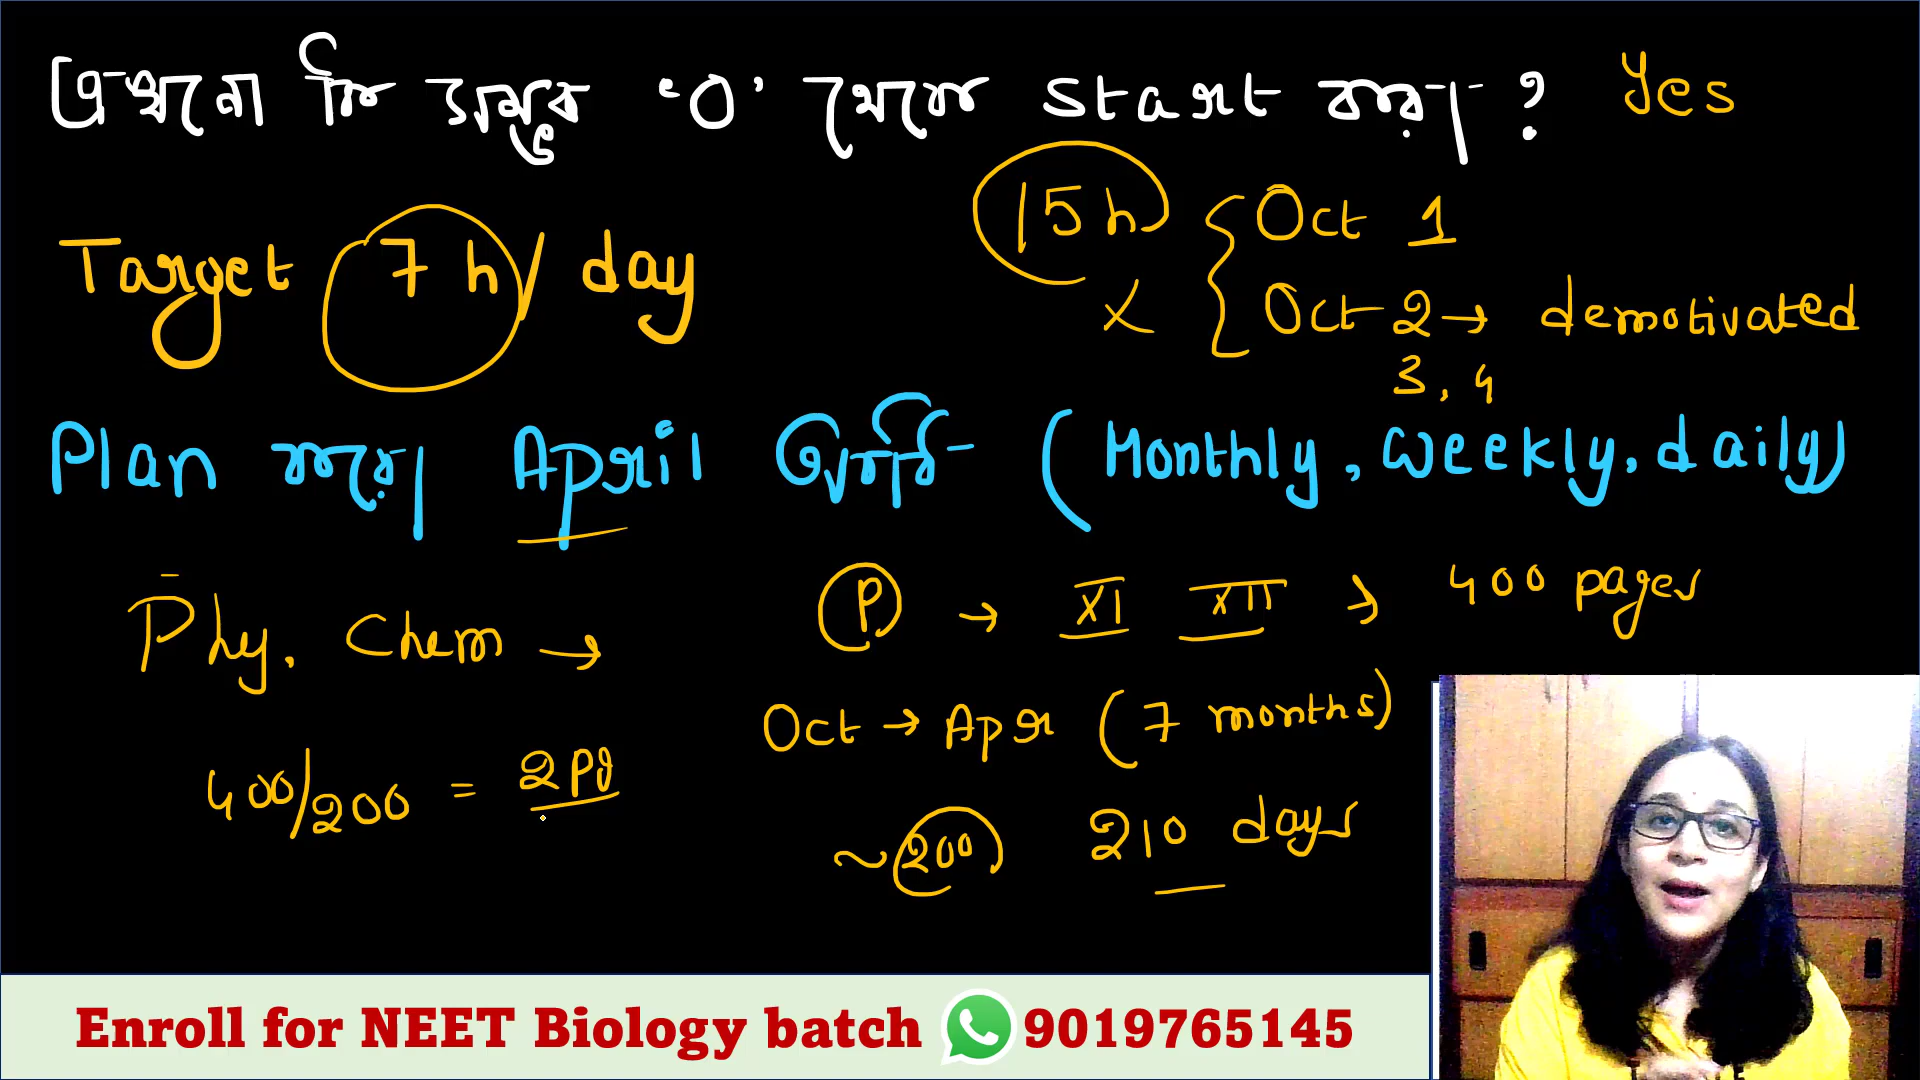 এখনো কি সম্ভব '0' থেকে start করা ? Yes
Target 7 h / day
15 h
Oct 1
× Oct 2 → demotivated
3, 4
Plan করো April অবধি (Monthly, Weekly, daily)
Phy, Chem →
P → XI XII → 400 pages
Oct → Apr (7 months)
400/200 = 2 pg
~ 200 210 days
Enroll for NEET Biology batch 9019765145